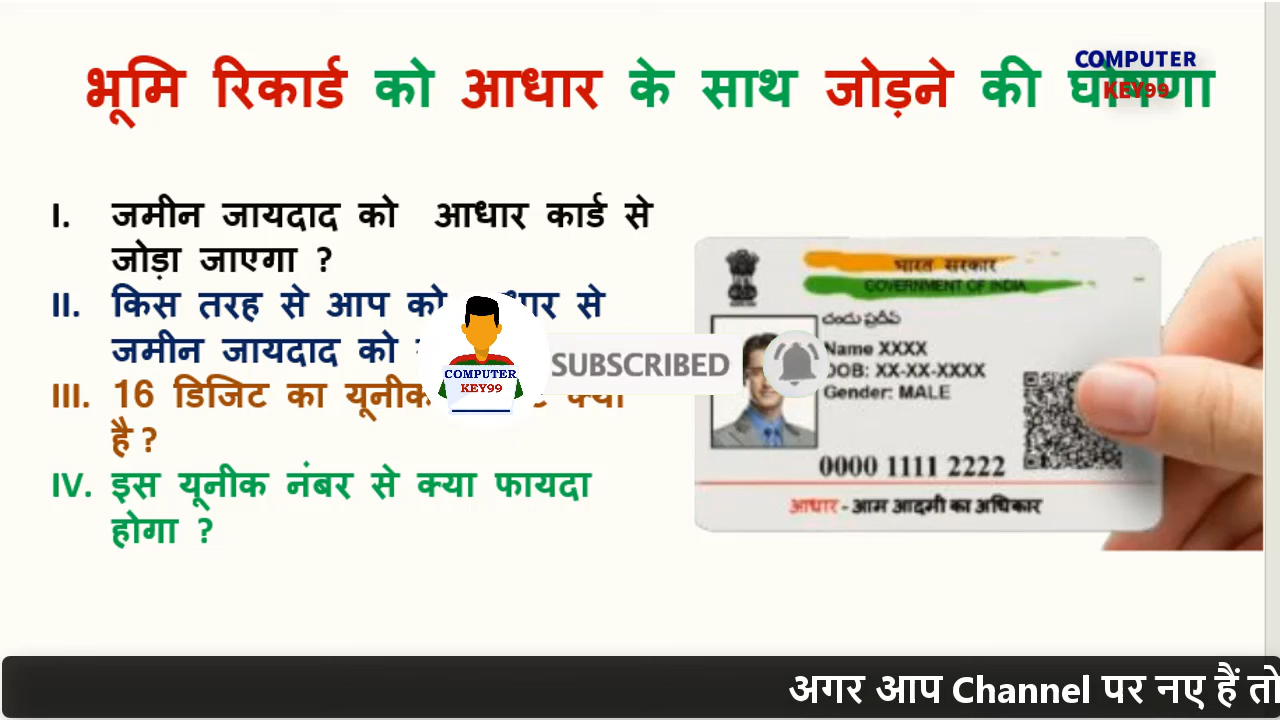 भूमि रिकार्ड को आधार के साथ जोड़ने की घोषणा
COMPUTER
KEY99
I. जमीन जायदाद को आधार कार्ड से
जोड़ा जाएगा ?
II. किस तरह से आप को से
जमीन जायदाद को
III. 16 डिजिट का यूनीक क्या
है ?
IV. इस यूनीक नंबर से क्या फायदा
होगा ?
COMPUTER
KEY99
SUBSCRIBED
भारत सरकार
GOVERNMENT OF INDIA
చందు ప్రదీప్
Name XXXX
DOB: XX-XX-XXXX
Gender: MALE
0000 1111 2222
आधार - आम आदमी का अधिकार
अगर आप Channel पर नए हैं तो